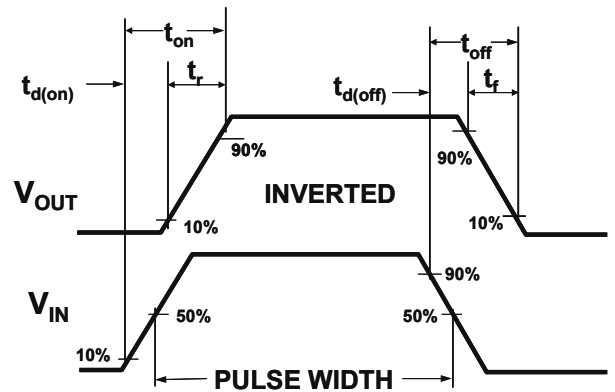 t_on
t_off
t_d(on)
t_r
t_d(off)
t_f
90%
90%
V_OUT
INVERTED
10%
10%
90%
V_IN
50%
50%
10%
PULSE WIDTH